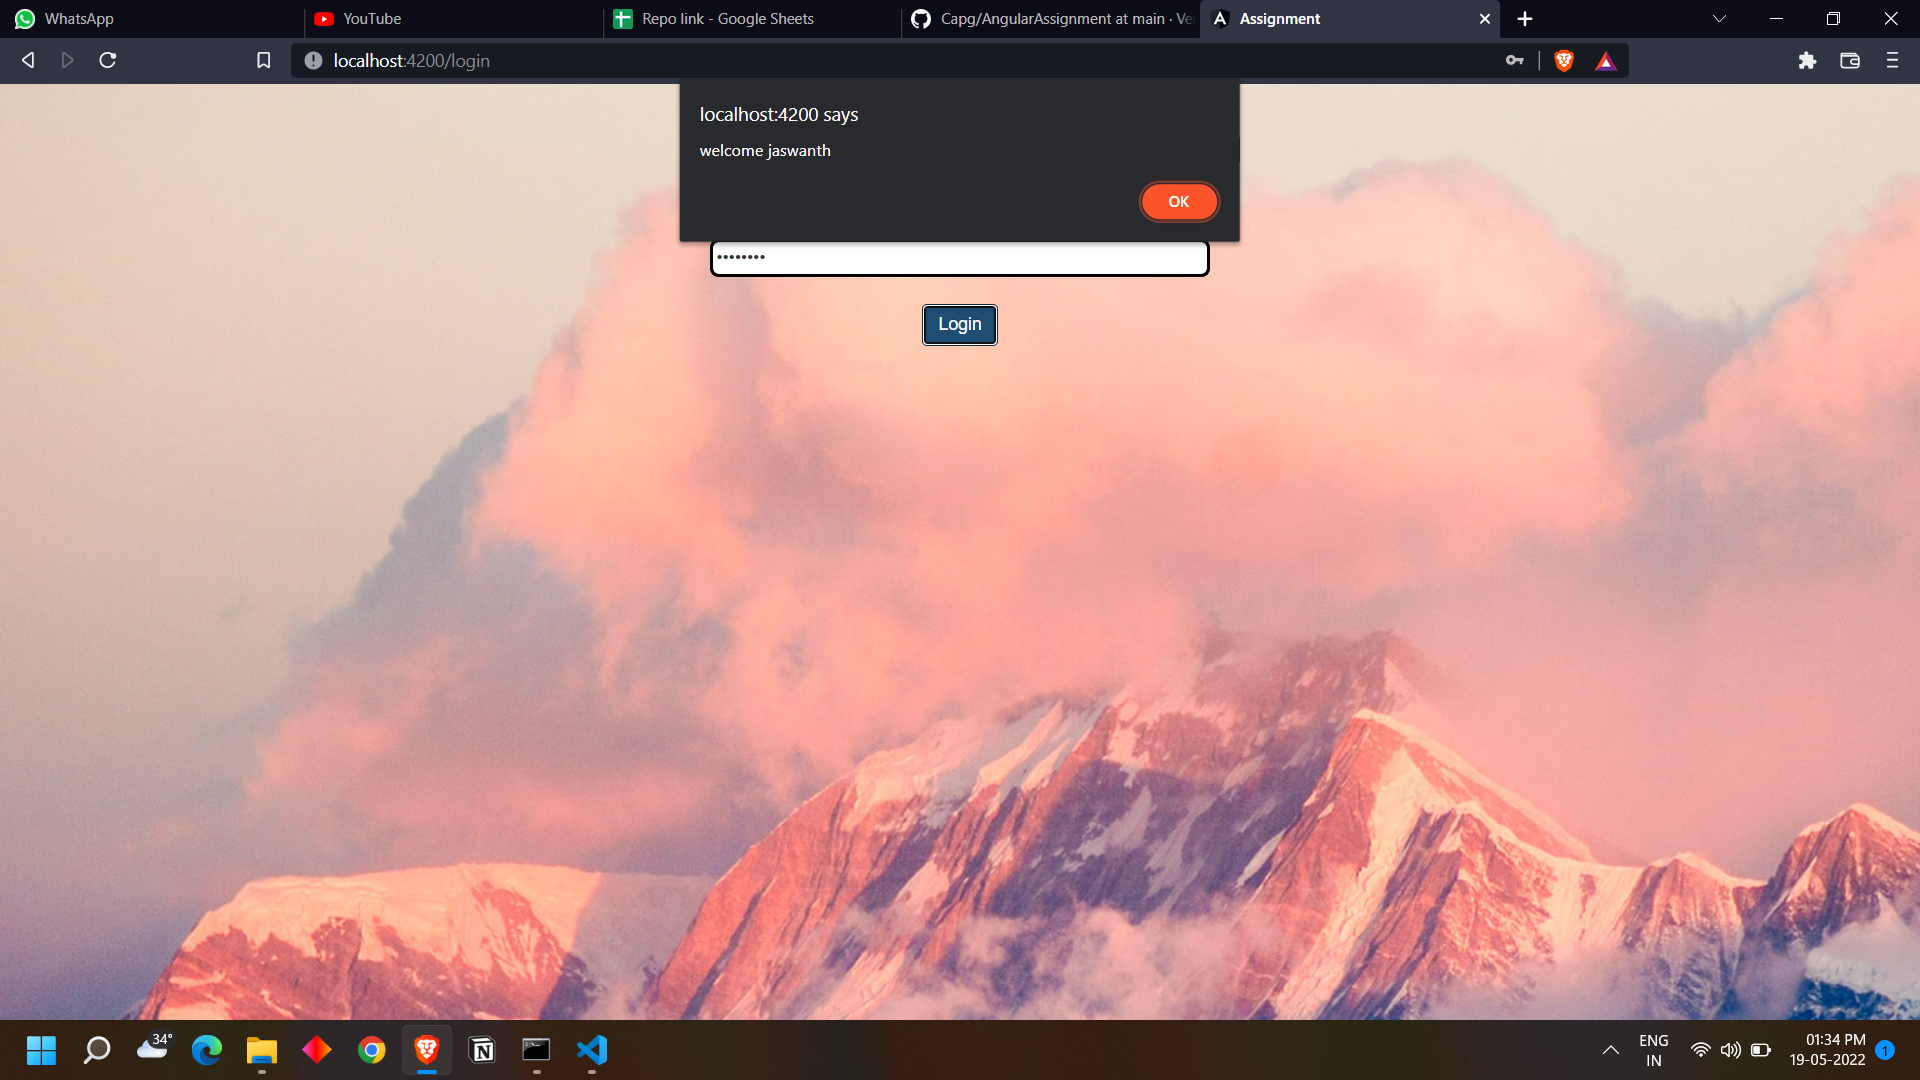 WhatsApp
YouTube
Repo link - Google Sheets
Capg/AngularAssignment at main · Ve
Assignment
localhost:4200/login
localhost:4200 says
welcome jaswanth
OK
••••••••
Login
34°
ENG
IN
01:34 PM
19-05-2022
1